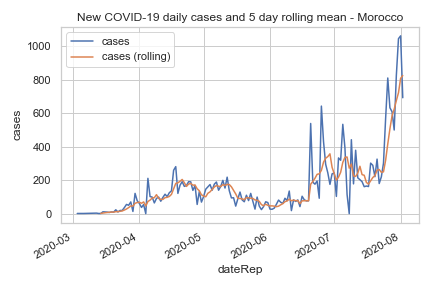 New COVID-19 daily cases and 5 day rolling mean - Morocco
cases
cases (rolling)
1000
800
600
400
200
0
cases
2020-03
2020-04
2020-05
2020-06
2020-07
2020-08
dateRep